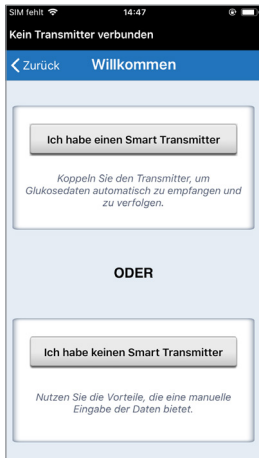 SIM fehlt 14:47
Kein Transmitter verbunden
Zurück Willkommen
Ich habe einen Smart Transmitter
Koppeln Sie den Transmitter, um
Glukosedaten automatisch zu empfangen und
zu verfolgen.
ODER
Ich habe keinen Smart Transmitter
Nutzen Sie die Vorteile, die eine manuelle
Eingabe der Daten bietet.